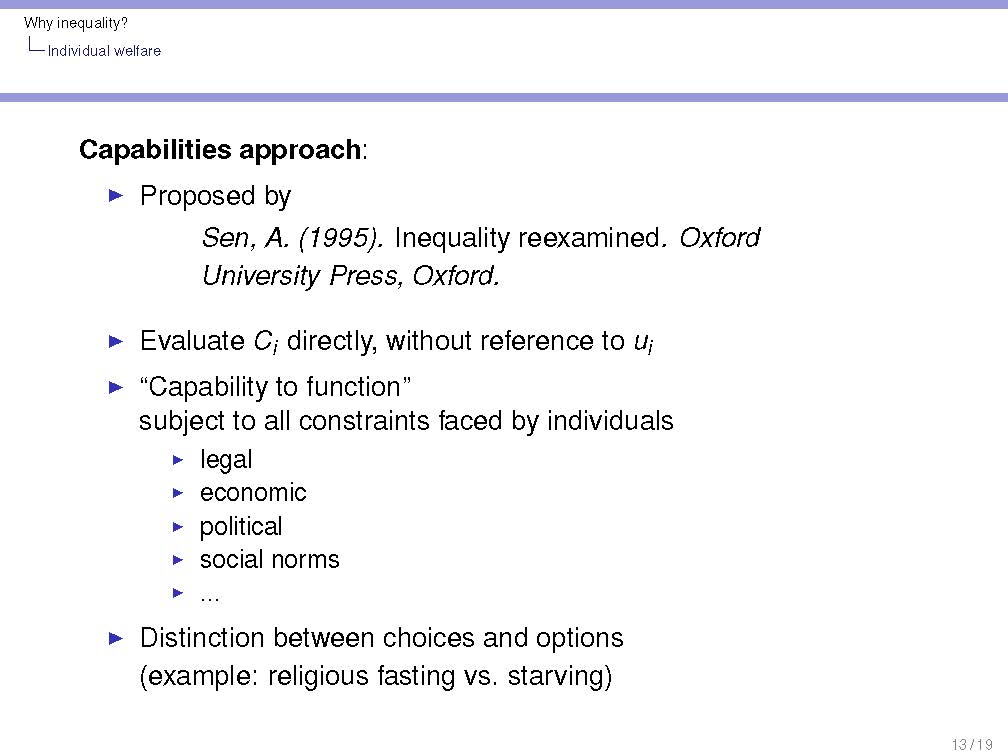 Why inequality?
Individual welfare
Capabilities approach:
Proposed by
Sen, A. (1995). Inequality reexamined. Oxford
University Press, Oxford.
Evaluate Cᵢ directly, without reference to uᵢ
“Capability to function”
subject to all constraints faced by individuals
legal
economic
political
social norms
...
Distinction between choices and options
(example: religious fasting vs. starving)
13 / 19